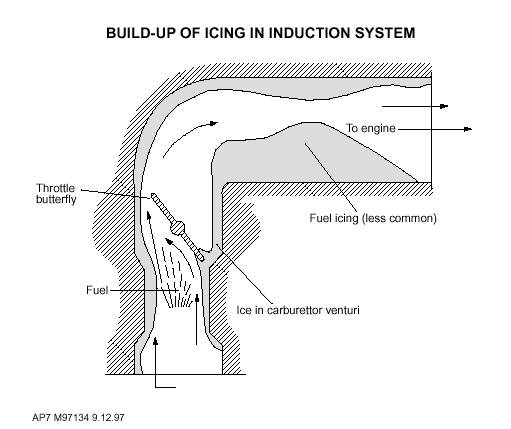 BUILD-UP OF ICING IN INDUCTION SYSTEM
To engine
Throttle
butterfly
Fuel icing (less common)
Fuel
Ice in carburettor venturi
AP7 M97134 9.12.97